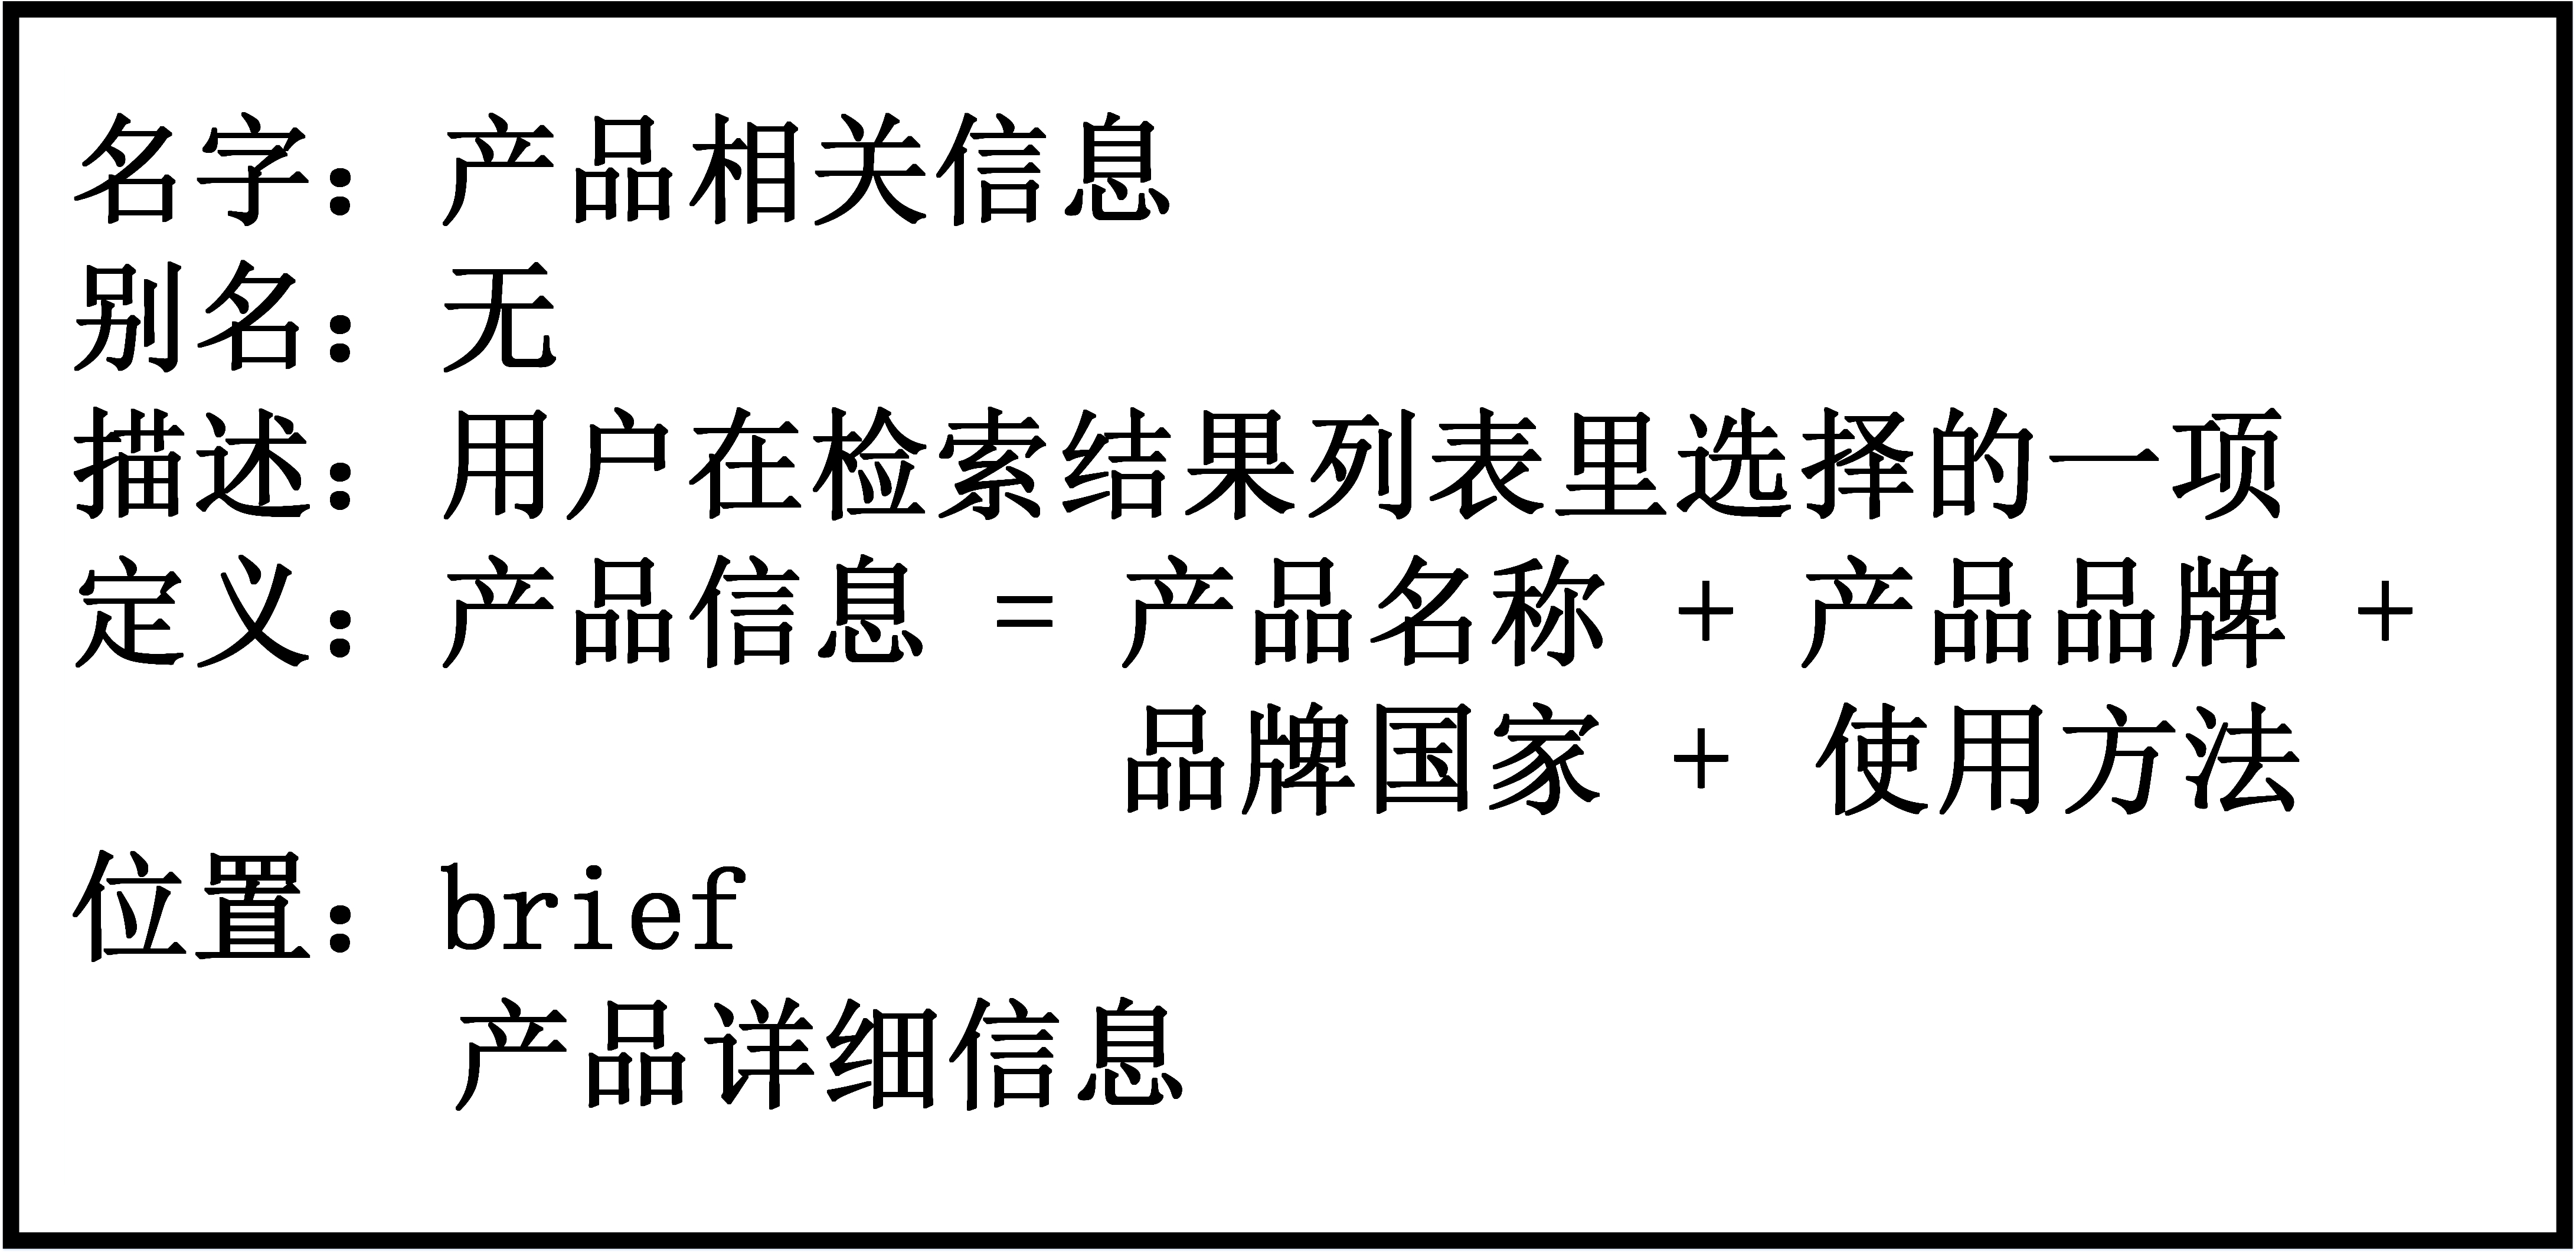 名字：产品相关信息
别名：无
描述：用户在检索结果列表里选择的一项
定义：产品信息 = 产品名称 + 产品品牌 +
品牌国家 + 使用方法
位置：brief
产品详细信息